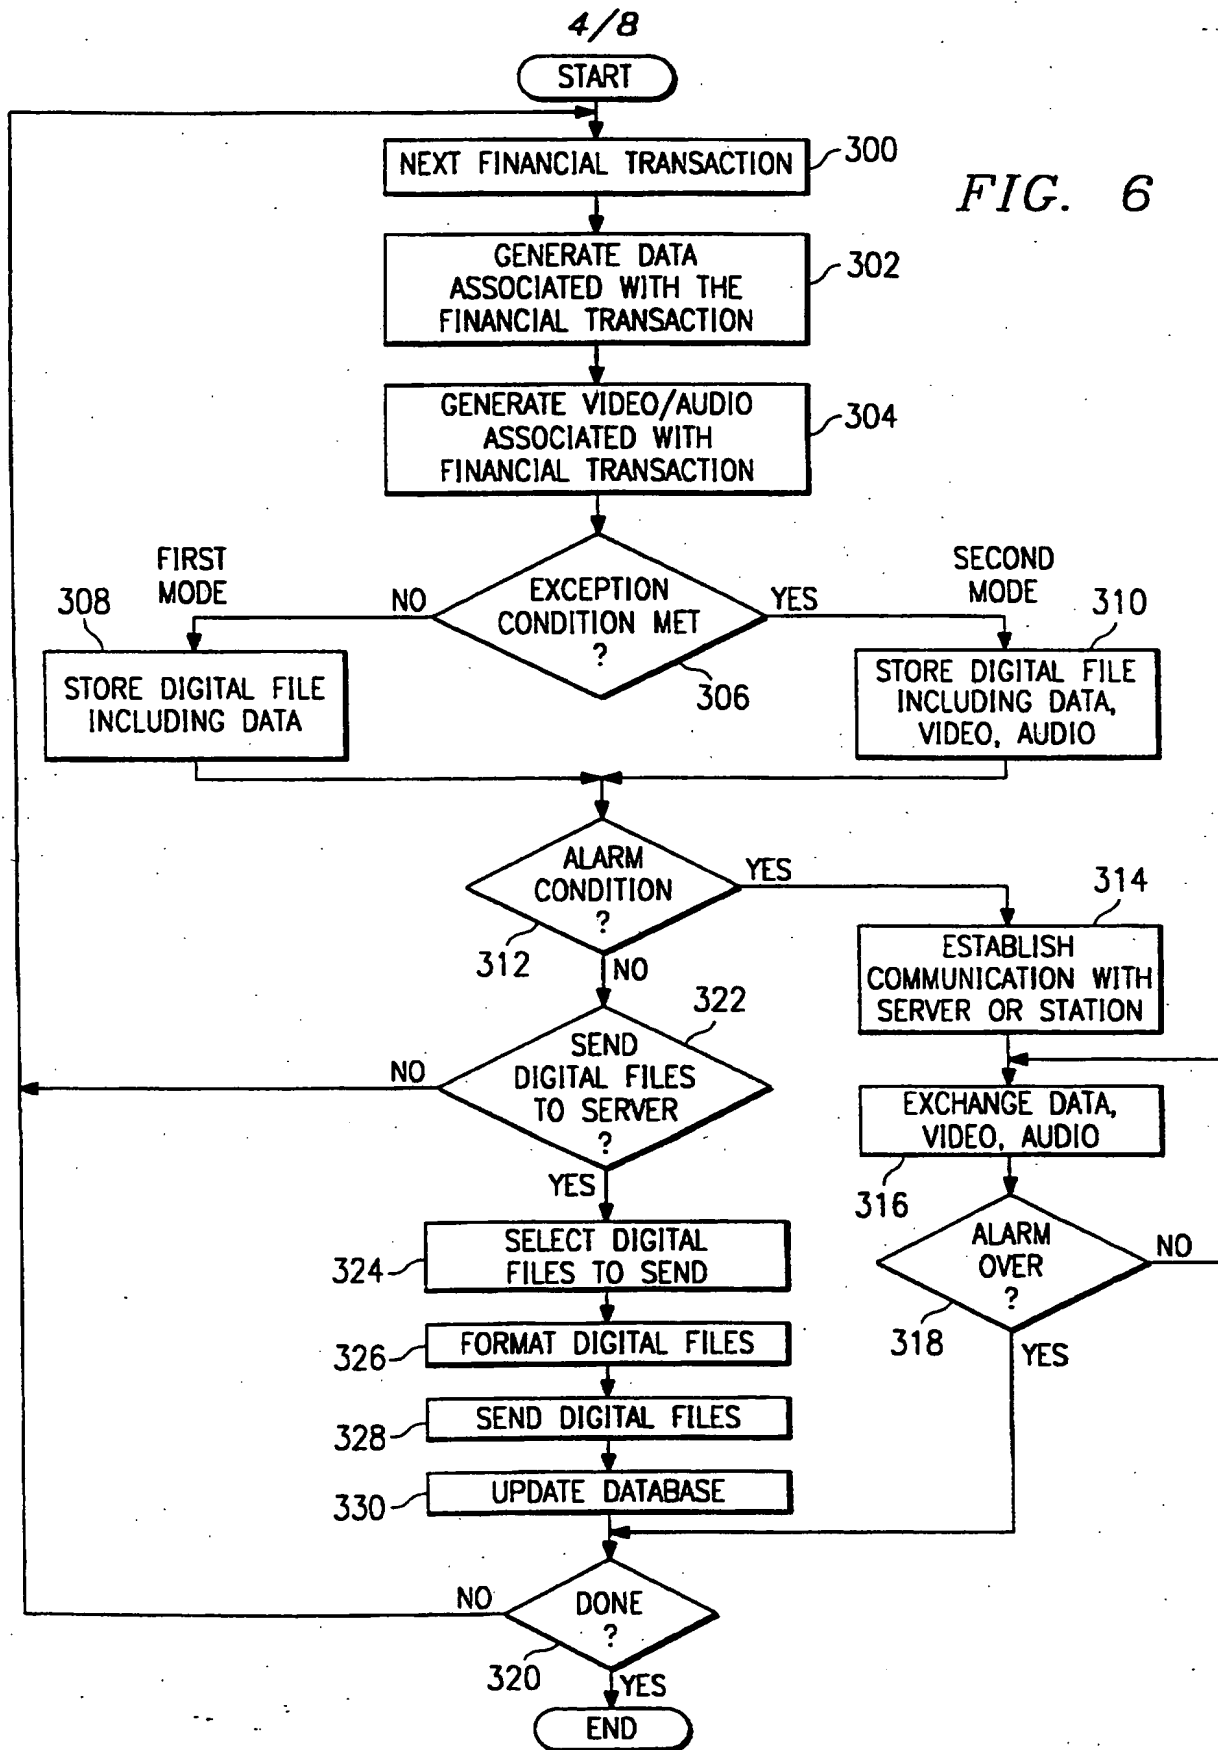 4/8
START
NEXT FINANCIAL TRANSACTION
300
FIG. 6
GENERATE DATA
ASSOCIATED WITH THE
FINANCIAL TRANSACTION
302
GENERATE VIDEO/AUDIO
ASSOCIATED WITH
FINANCIAL TRANSACTION
304
FIRST
MODE
SECOND
MODE
308
NO
EXCEPTION
CONDITION MET
?
YES
306
310
STORE DIGITAL FILE
INCLUDING DATA
STORE DIGITAL FILE
INCLUDING DATA,
VIDEO, AUDIO
ALARM
CONDITION
?
YES
312
NO
314
ESTABLISH
COMMUNICATION WITH
SERVER OR STATION
322
SEND
DIGITAL FILES
TO SERVER
?
NO
YES
EXCHANGE DATA,
VIDEO, AUDIO
316
ALARM
OVER
?
NO
318
YES
324
SELECT DIGITAL
FILES TO SEND
326
FORMAT DIGITAL FILES
328
SEND DIGITAL FILES
330
UPDATE DATABASE
NO
DONE
?
320
YES
END